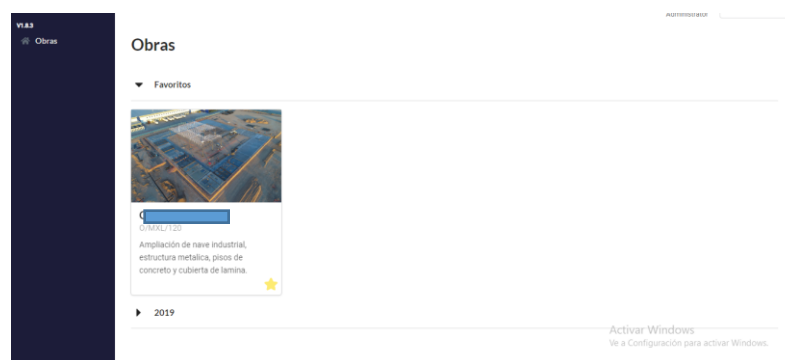 Administrator
V1.8.3
Obras
Obras
Favoritos
O/MXL/120
Ampliación de nave industrial,
estructura metalica, pisos de
concreto y cubierta de lamina.
2019
Activar Windows
Ve a Configuración para activar Windows.